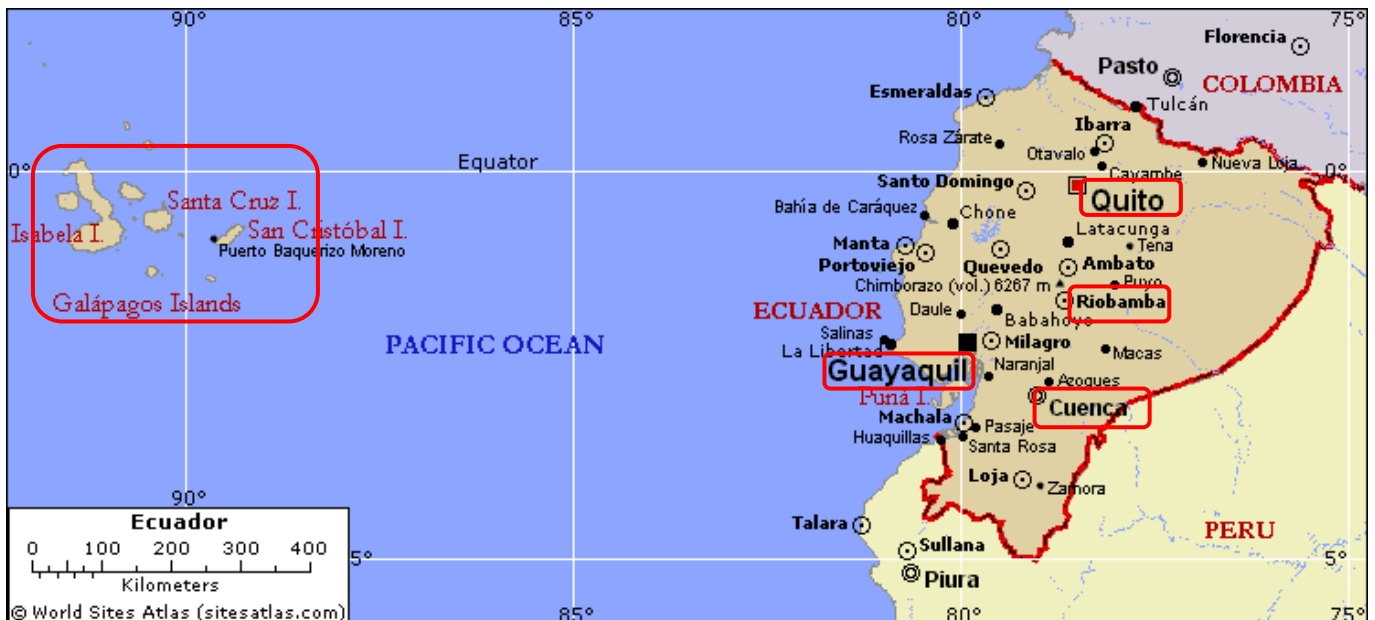 90°
85°
80°
75°
Florencia
Pasto
COLOMBIA
Esmeraldas
Tulcán
Ibarra
Rosa Zárate
Otavalo
Nueva Loja
0°
Equator
0°
Cayambe
Santo Domingo
Quito
Santa Cruz I.
Bahía de Caráquez
Chone
Isabela I.
San Cristóbal I.
Latacunga
Puerto Baquerizo Moreno
Manta
Tena
Portoviejo
Quevedo
Ambato
Chimborazo (vol.) 6267 m
Puyo
Galápagos Islands
ECUADOR
Daule
Riobamba
Babahoyo
PACIFIC OCEAN
Salinas
La Libertad
Milagro
Macas
Guayaquil
Naranjal
Azogues
Puná I.
Cuenca
Machala
Pasaje
Huaquillas
Santa Rosa
Loja
Zamora
90°
Ecuador
0 100 200 300 400
Kilometers
© World Sites Atlas (sitesatlas.com)
Talara
PERU
Sullana
5°
5°
Piura
85°
80°
75°